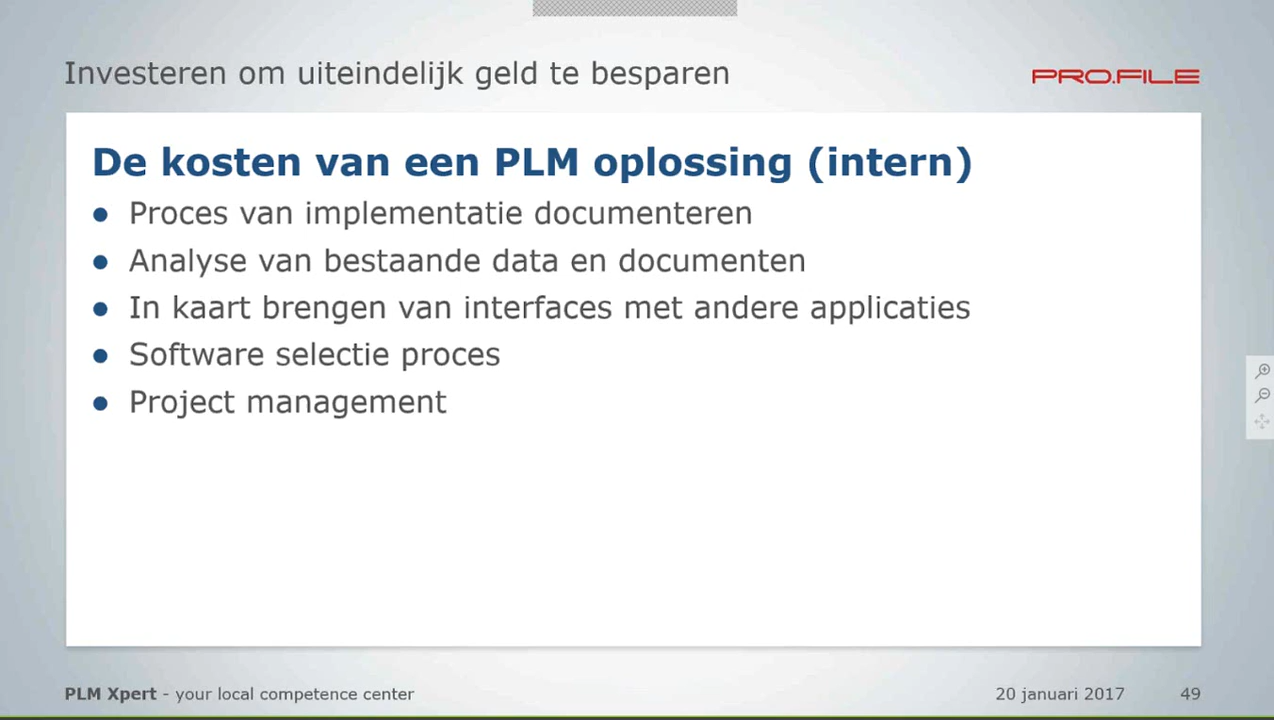 Investeren om uiteindelijk geld te besparen
PRO.FILE
De kosten van een PLM oplossing (intern)
● Proces van implementatie documenteren
● Analyse van bestaande data en documenten
● In kaart brengen van interfaces met andere applicaties
● Software selectie proces
● Project management
PLM Xpert - your local competence center
20 januari 2017
49